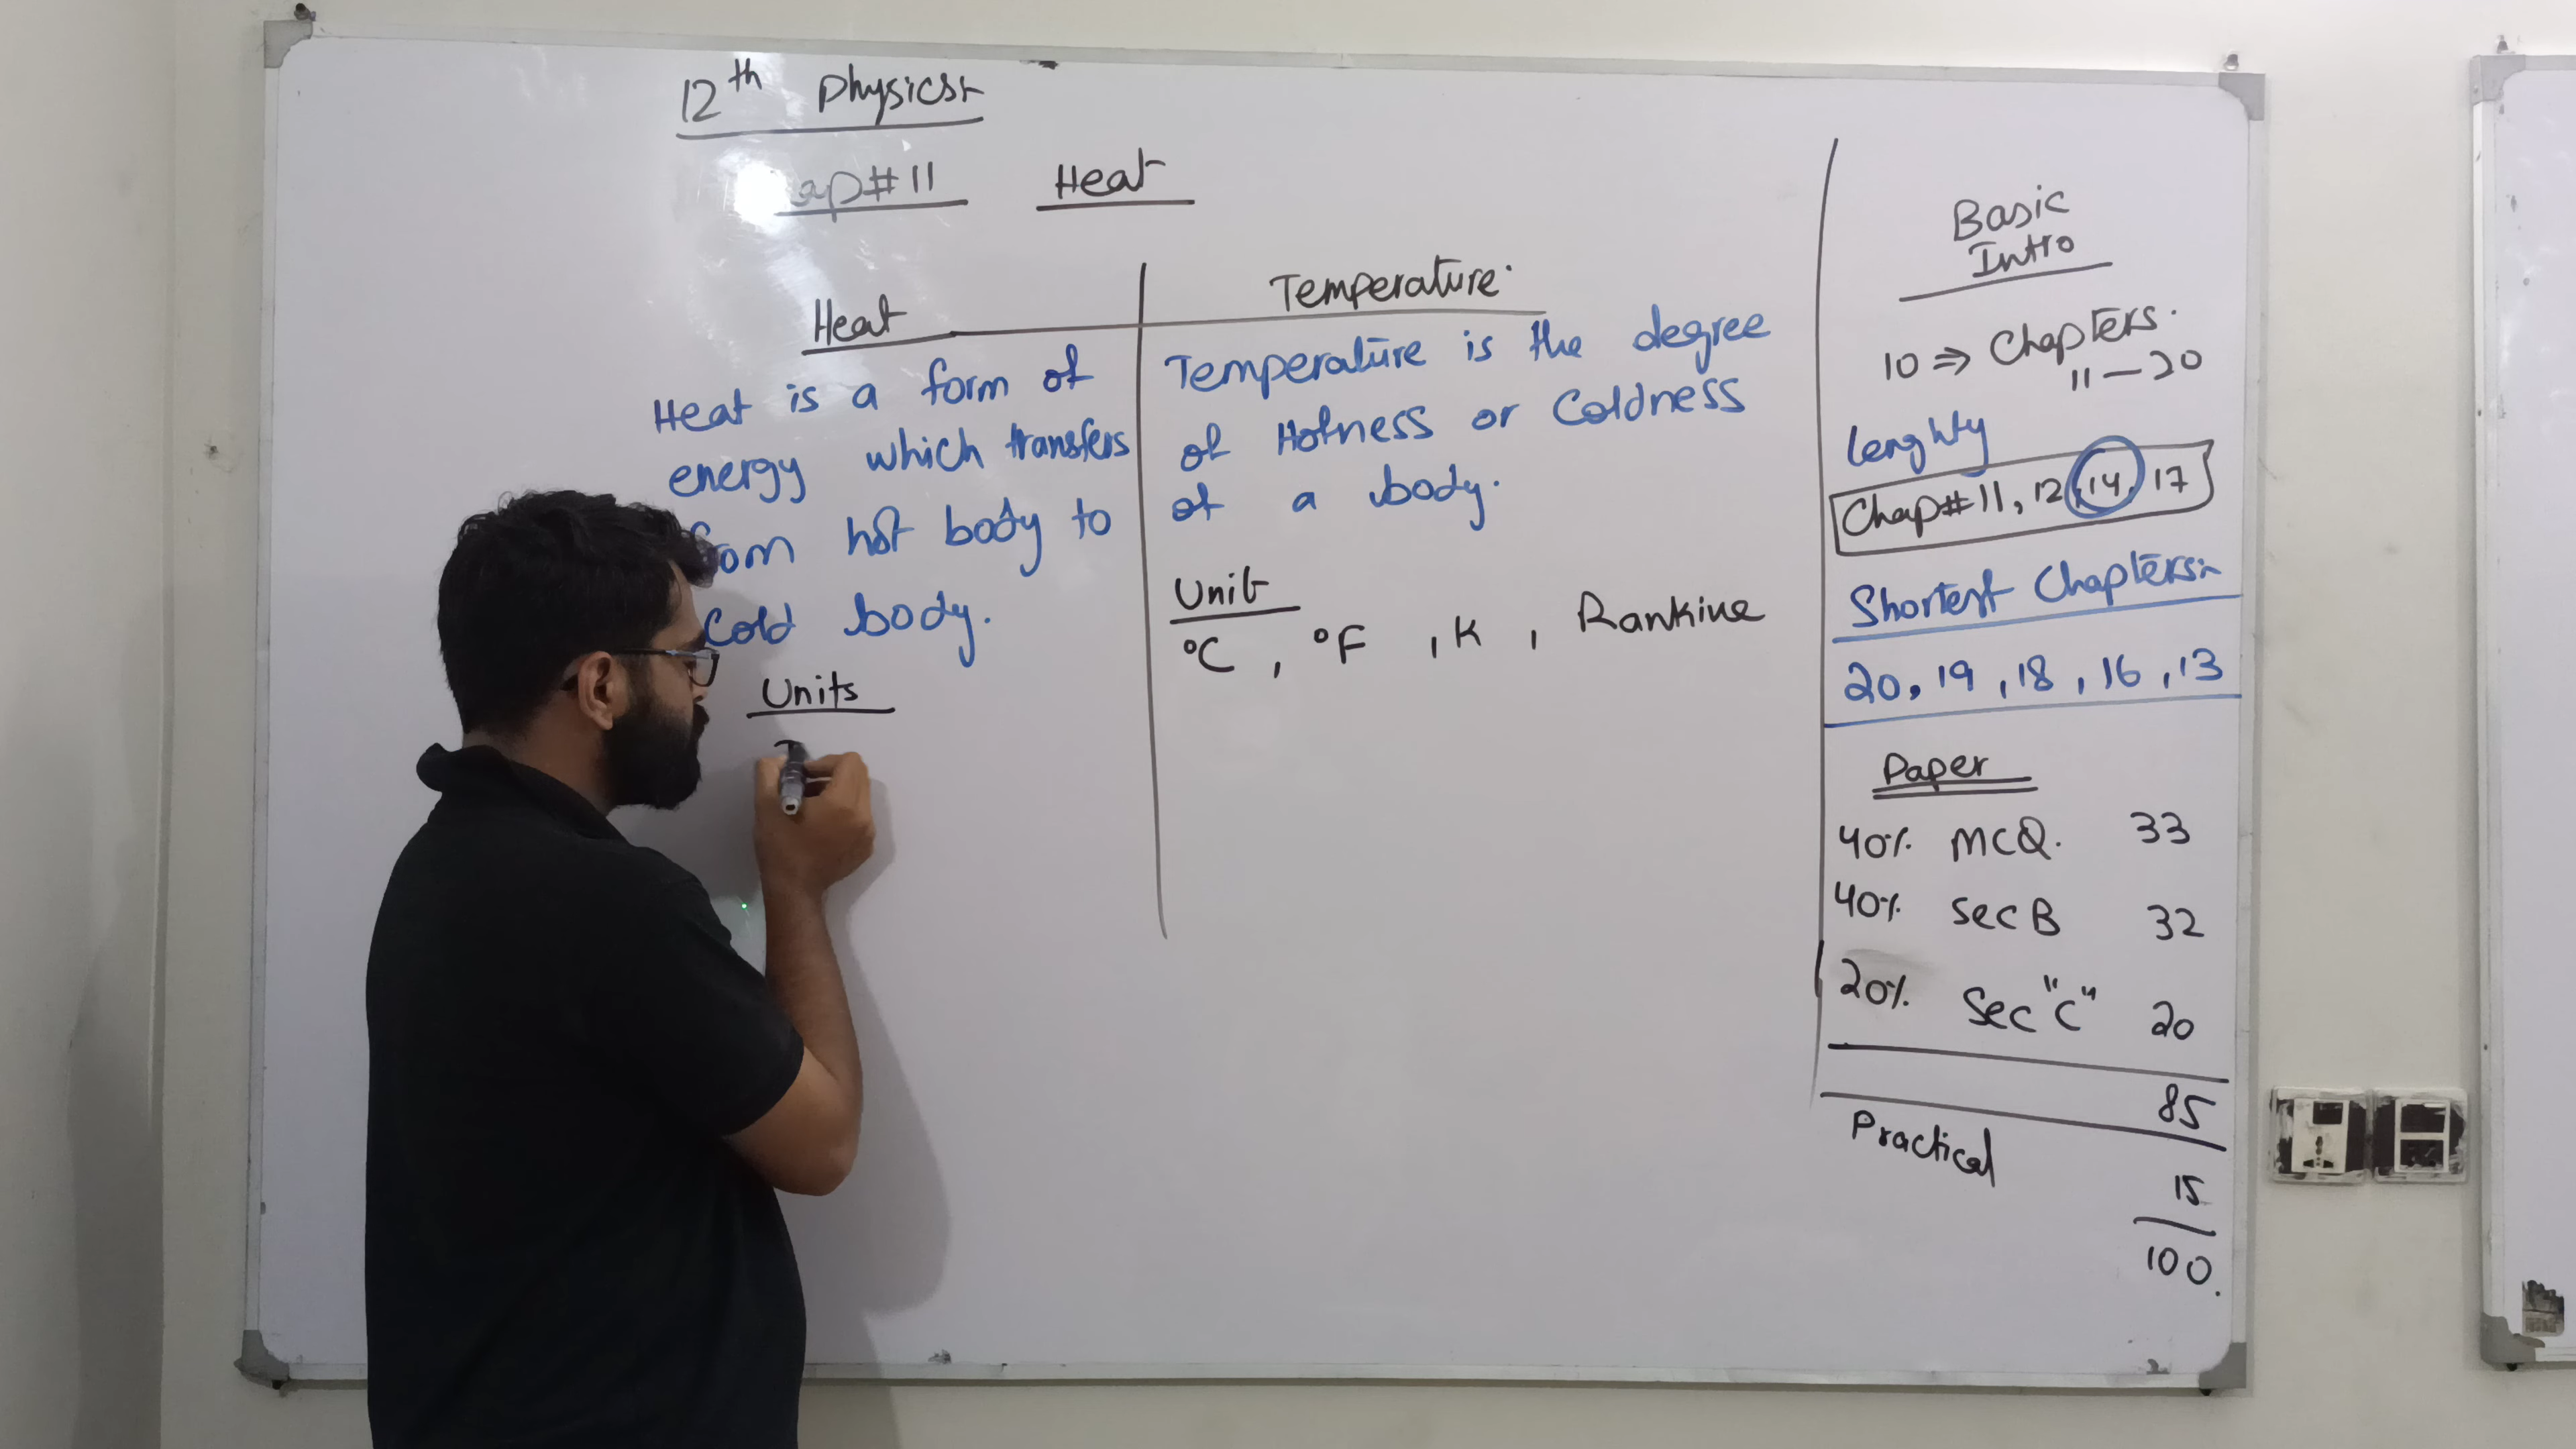 12th Physics:-
ap#11 Heat
Heat
Heat is a form of
energy which transfers
from hot body to
Cold body.
Units
Temperature.
Temperature is the degree
of Hotness or Coldness
of a body.
Unit
°C, °F, K, Rankine
Basic
Intro
10 ⇒ Chapters.
11 — 20
lenghty
Chap#11, 12, 14, 17
Shortest Chapters:-
20, 19, 18, 16, 13
Paper
40% MCQ. 33
40% Sec B 32
20% Sec "C" 20
85
Practical
15
100.